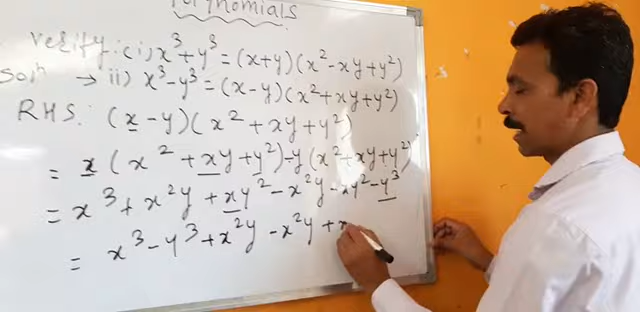 Polynomials
Verify: (i) x³+y³ = (x+y)(x²-xy+y²)
Soln → ii) x³-y³ = (x-y)(x²+xy+y²)
RHS: (x-y)(x²+xy+y²)
= x(x²+xy+y²)-y(x²+xy+y²)
= x³+x²y+xy²-x²y-xy²-y³
= x³-y³+x²y-x²y+x